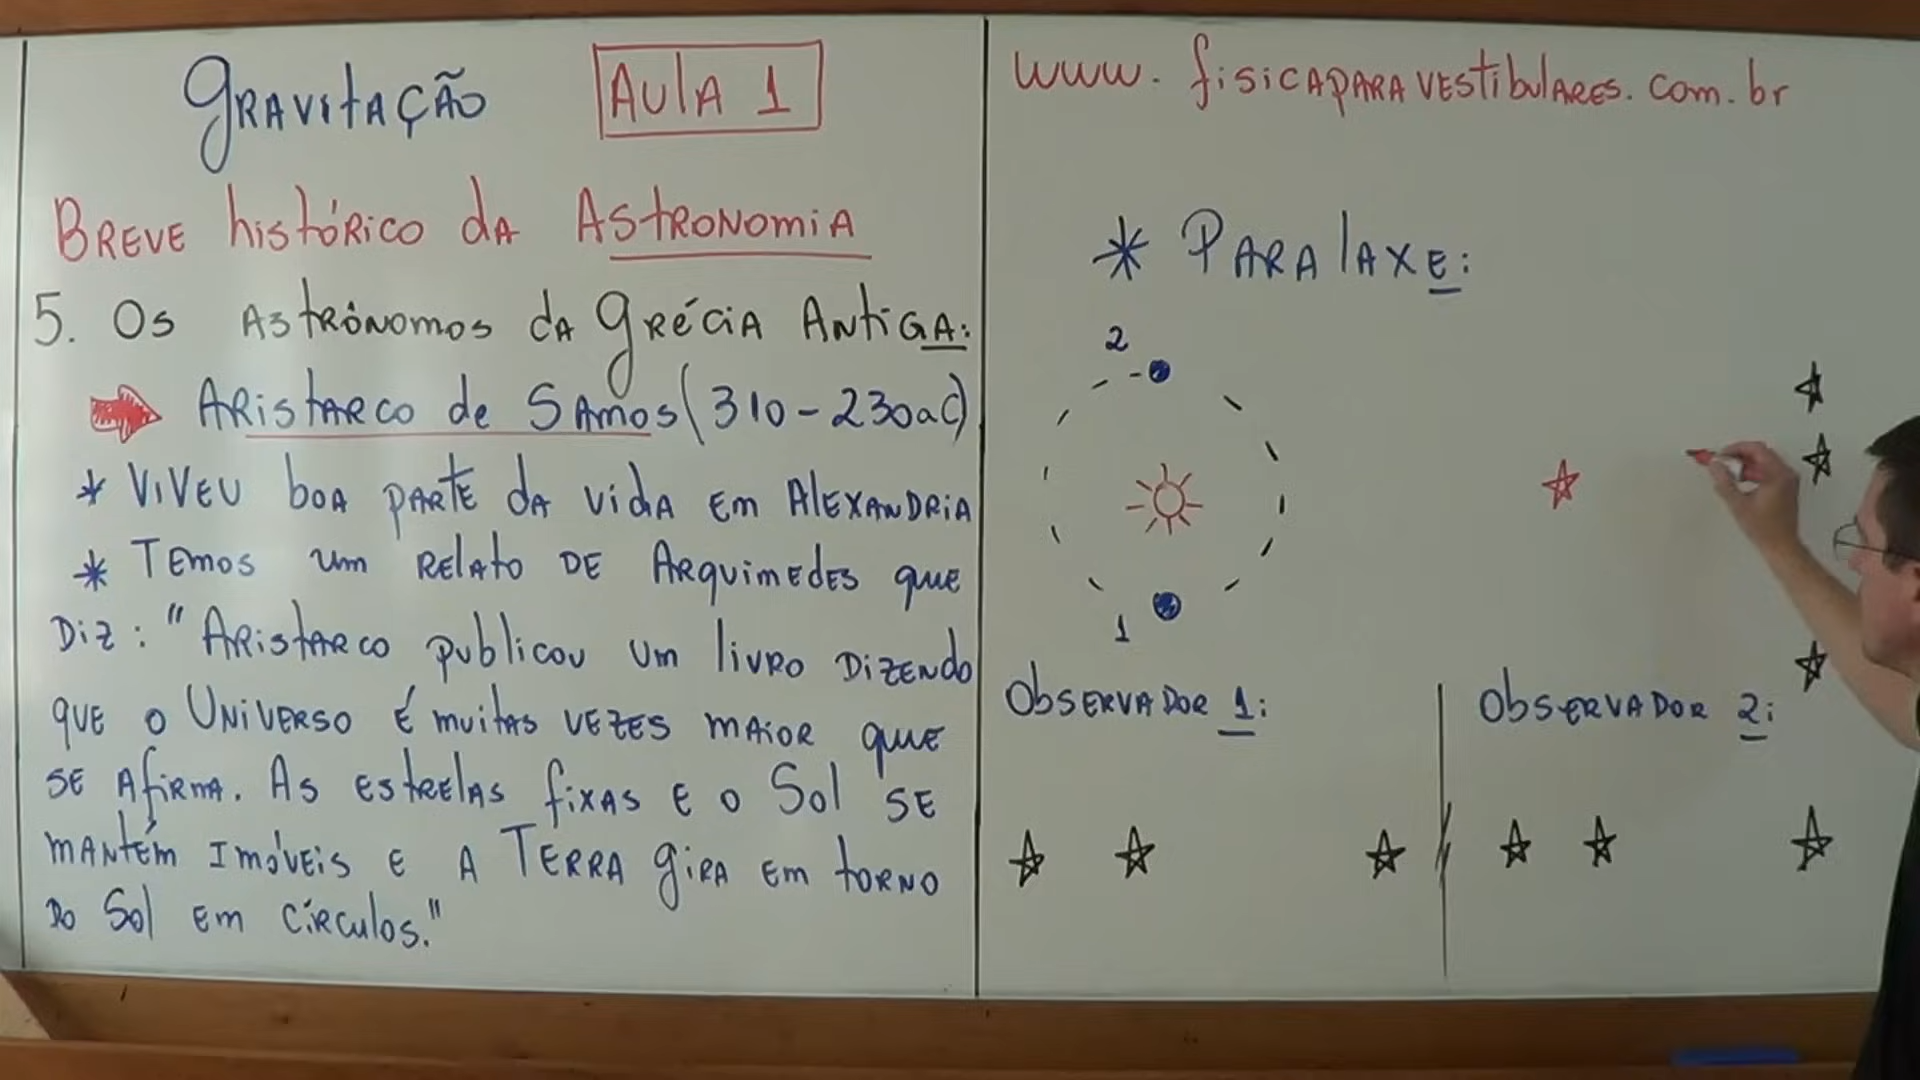 Gravitação
Aula 1
Breve histórico da Astronomia
5. Os Astrônomos da Grécia Antiga:
Aristarco de Samos (310-230aC)
* Viveu boa parte da vida em Alexandria
* Temos um relato de Arquimedes que
Diz: "Aristarco publicou um livro dizendo
que o Universo é muitas vezes maior que
se afirma. As estrelas fixas e o Sol se
mantém imóveis e a Terra gira em torno
do Sol em círculos."
www.fisicaparavestibulares.com.br
* Paralaxe:
2
1
Observador 1:
Observador 2: